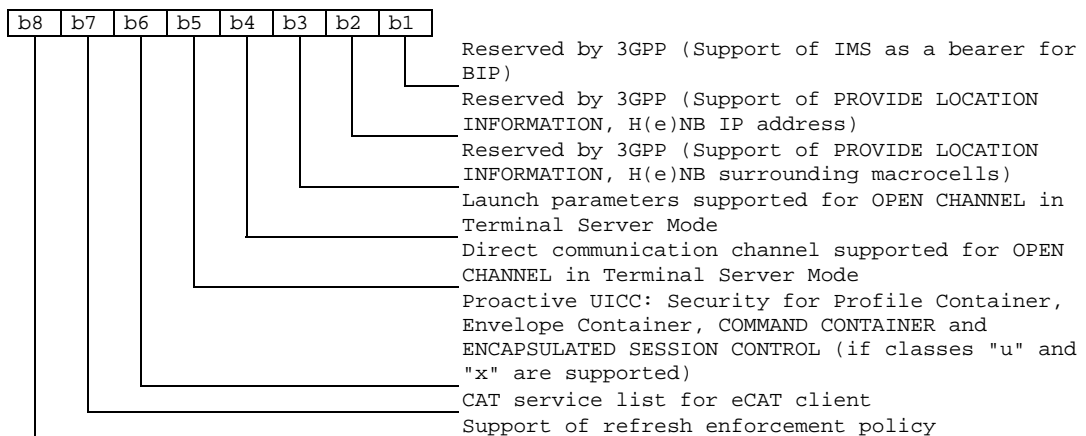 b8 b7 b6 b5 b4 b3 b2 b1
Reserved by 3GPP (Support of IMS as a bearer for
BIP)
Reserved by 3GPP (Support of PROVIDE LOCATION
INFORMATION, H(e)NB IP address)
Reserved by 3GPP (Support of PROVIDE LOCATION
INFORMATION, H(e)NB surrounding macrocells)
Launch parameters supported for OPEN CHANNEL in
Terminal Server Mode
Direct communication channel supported for OPEN
CHANNEL in Terminal Server Mode
Proactive UICC: Security for Profile Container,
Envelope Container, COMMAND CONTAINER and
ENCAPSULATED SESSION CONTROL (if classes "u" and
"x" are supported)
CAT service list for eCAT client
Support of refresh enforcement policy